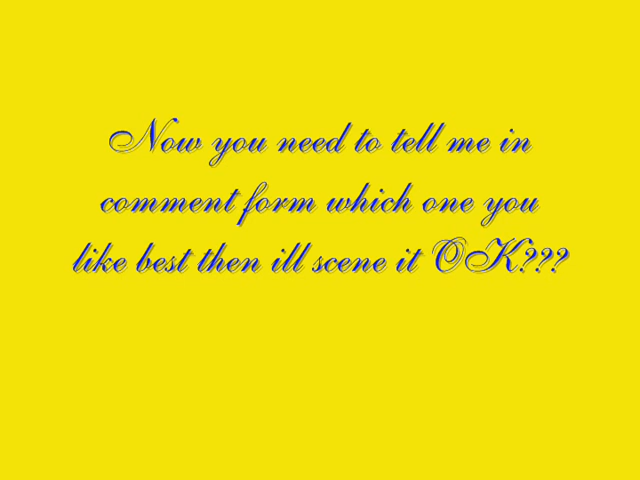 Now you need to tell me in
comment form which one you
like best then ill scene it OK???